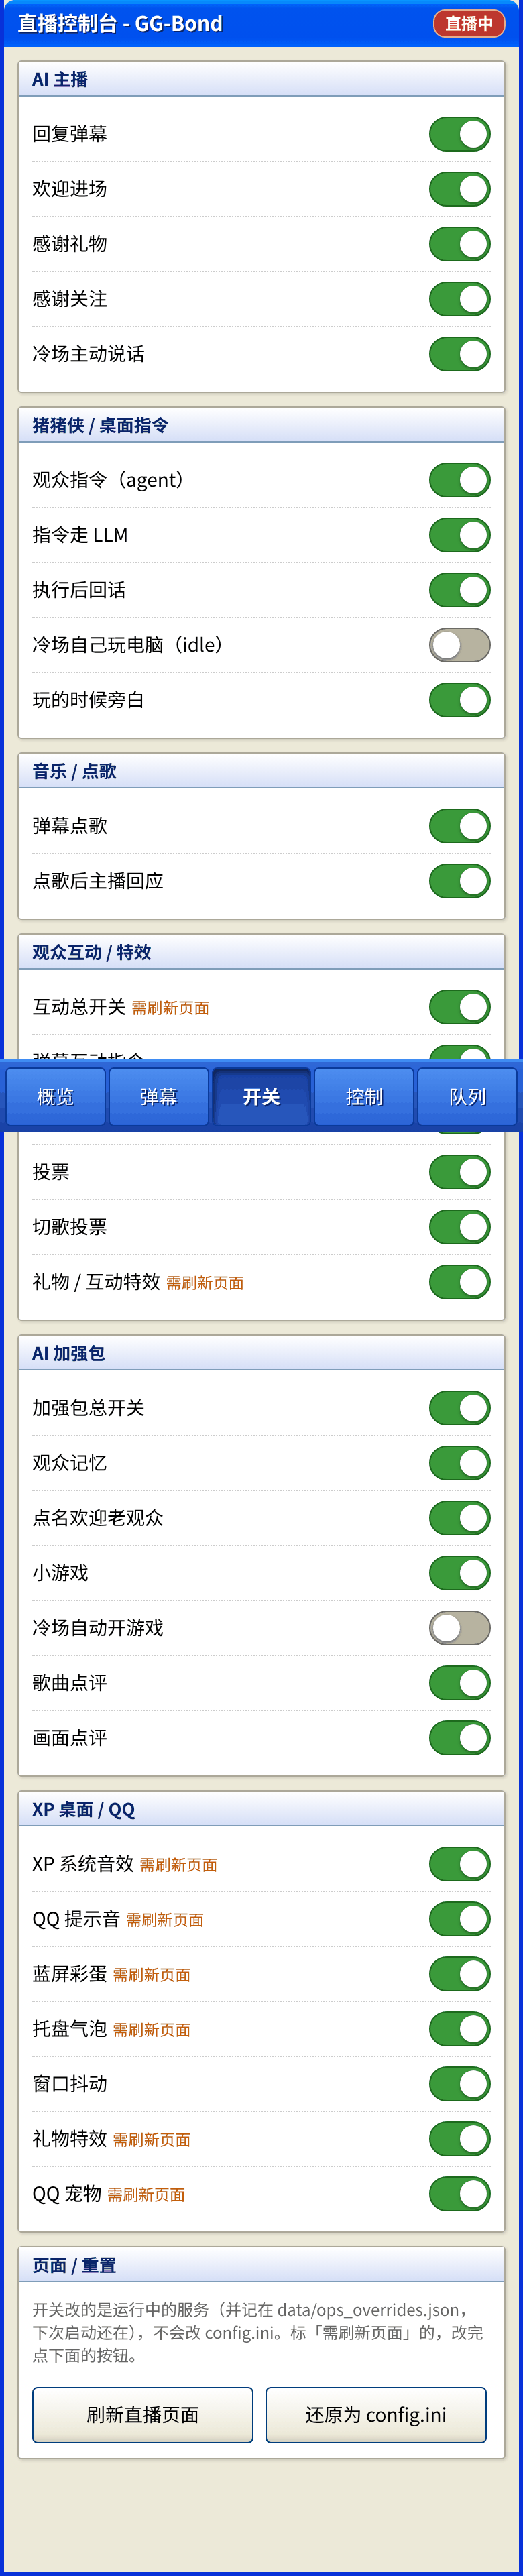 直播控制台 - GG-Bond
直播中
AI 主播
回复弹幕
欢迎进场
感谢礼物
感谢关注
冷场主动说话
猪猪侠 / 桌面指令
观众指令（agent）
指令走 LLM
执行后回话
冷场自己玩电脑（idle）
玩的时候旁白
音乐 / 点歌
弹幕点歌
点歌后主播回应
观众互动 / 特效
互动总开关 需刷新页面
弹幕互动指令
概览
弹幕
开关
控制
队列
投票
切歌投票
礼物 / 互动特效 需刷新页面
AI 加强包
加强包总开关
观众记忆
点名欢迎老观众
小游戏
冷场自动开游戏
歌曲点评
画面点评
XP 桌面 / QQ
XP 系统音效 需刷新页面
QQ 提示音 需刷新页面
蓝屏彩蛋 需刷新页面
托盘气泡 需刷新页面
窗口抖动
礼物特效 需刷新页面
QQ 宠物 需刷新页面
页面 / 重置
开关改的是运行中的服务（并记在 data/ops_overrides.json，
下次启动还在），不会改 config.ini。标「需刷新页面」的，改完
点下面的按钮。
刷新直播页面
还原为 config.ini